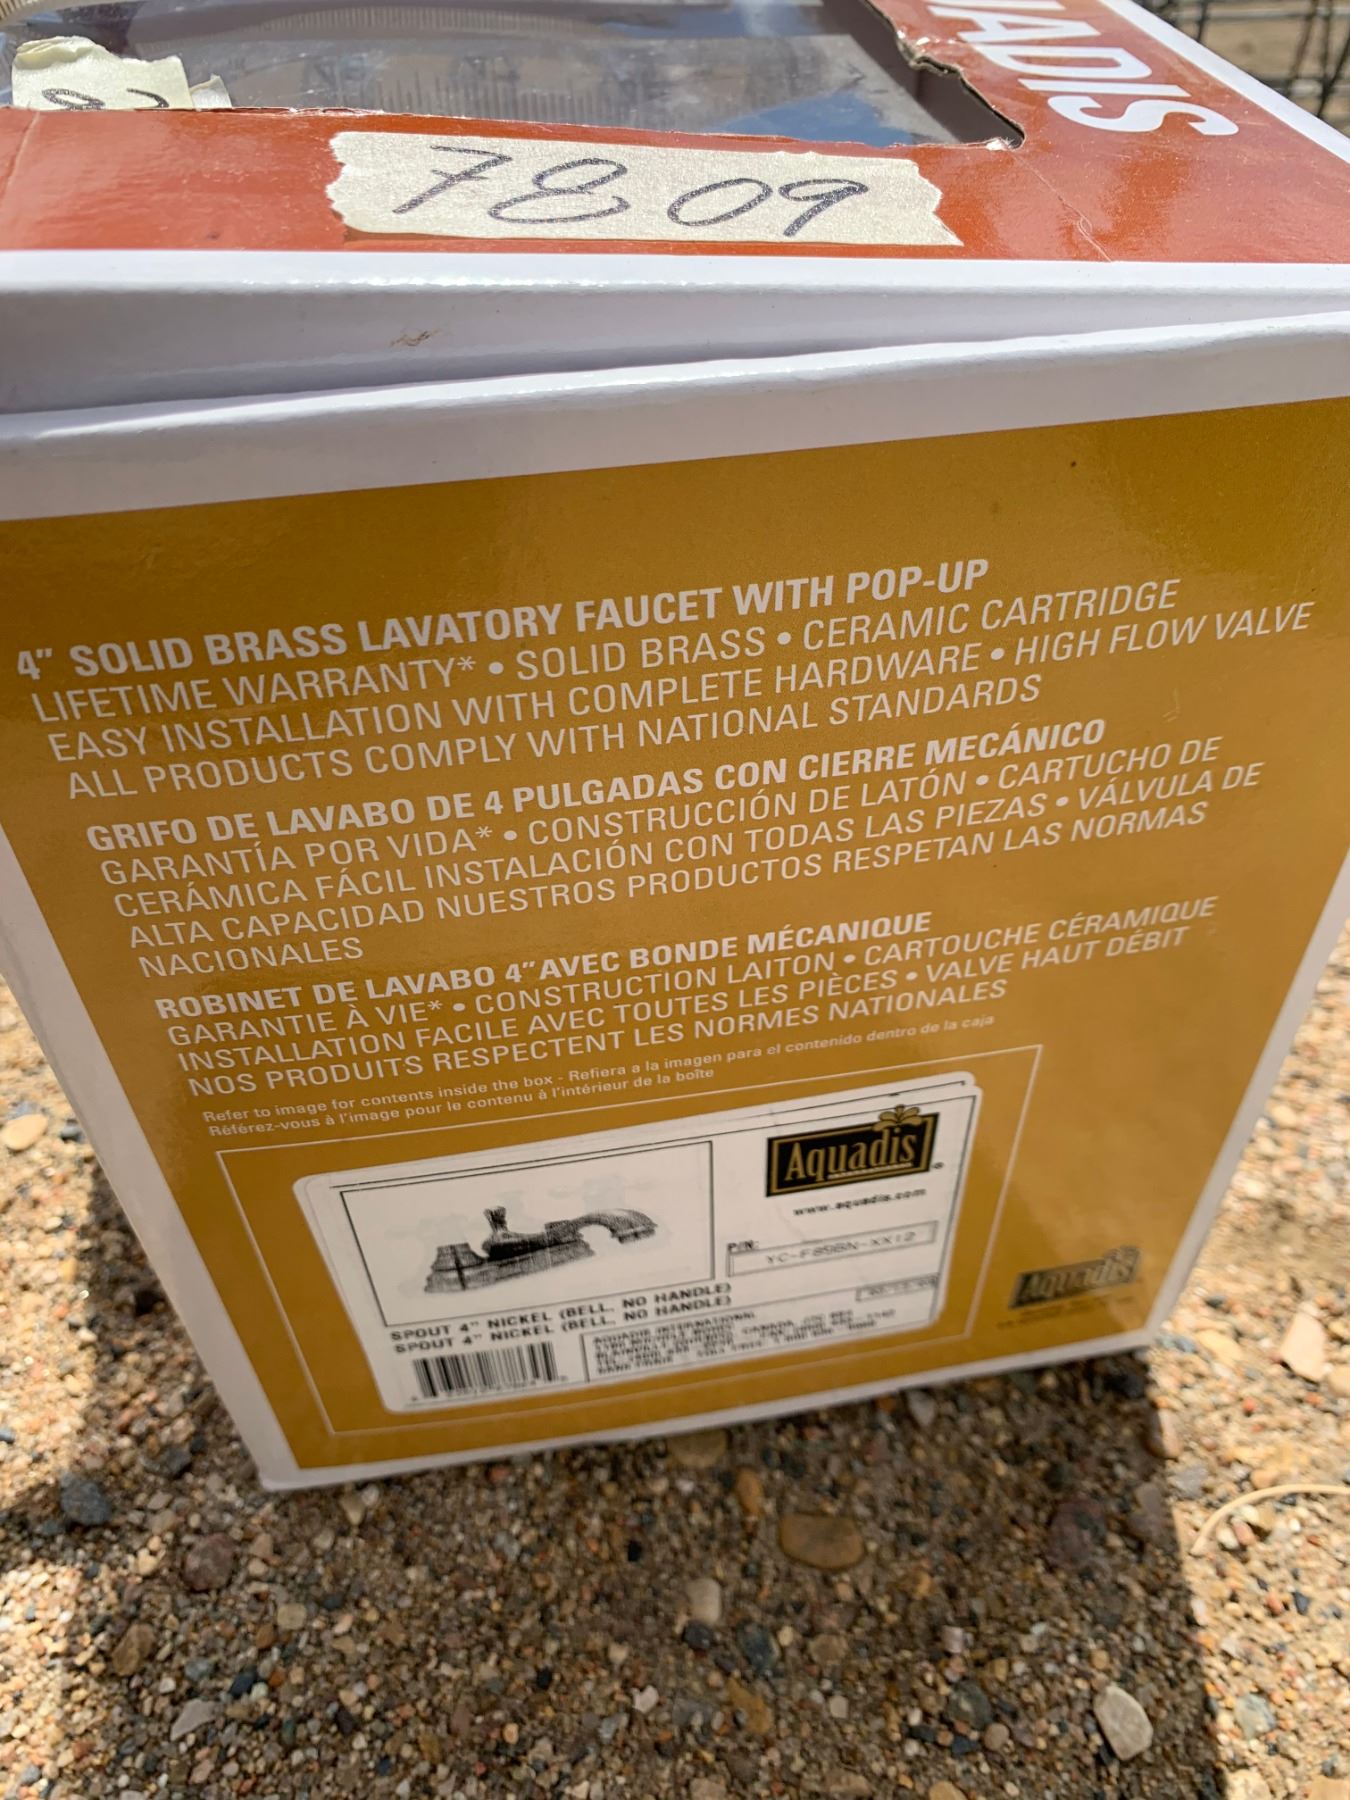 ADIS
7809
4" SOLID BRASS LAVATORY FAUCET WITH POP-UP
LIFETIME WARRANTY* • SOLID BRASS • CERAMIC CARTRIDGE
EASY INSTALLATION WITH COMPLETE HARDWARE • HIGH FLOW VALVE
ALL PRODUCTS COMPLY WITH NATIONAL STANDARDS
GRIFO DE LAVABO DE 4 PULGADAS CON CIERRE MECÁNICO
GARANTÍA POR VIDA* • CONSTRUCCIÓN DE LATÓN • CARTUCHO DE
CERÁMICA FÁCIL INSTALACIÓN CON TODAS LAS PIEZAS • VÁLVULA DE
ALTA CAPACIDAD NUESTROS PRODUCTOS RESPETAN LAS NORMAS
NACIONALES
ROBINET DE LAVABO 4" AVEC BONDE MÉCANIQUE
GARANTIE À VIE* • CONSTRUCTION LAITON • CARTOUCHE CÉRAMIQUE
INSTALLATION FACILE AVEC TOUTES LES PIÈCES • VALVE HAUT DÉBIT
NOS PRODUITS RESPECTENT LES NORMES NATIONALES
Refer to image for contents inside the box - Refiera a la imagen para el contenido dentro de la caja
Référez-vous à l'image pour le contenu à l'intérieur de la boîte
Aquadis
www.aquadis.com
P/N:
YC-F89BN-XX12
SPOUT 4" NICKEL (BELL, NO HANDLE)
SPOUT 4" NICKEL (BELL, NO HANDLE)
AQUADIS INTERNATIONAL
Aquadis